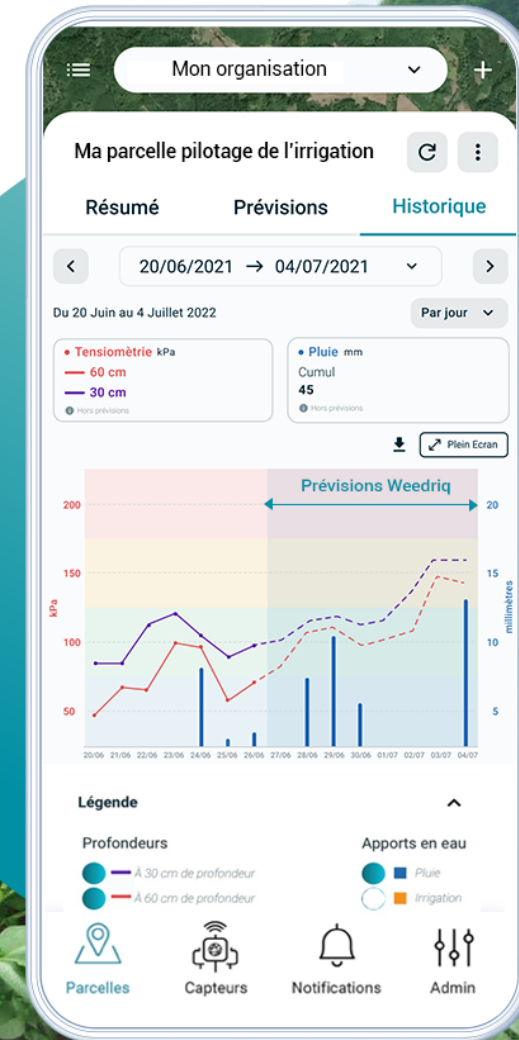 Mon organisation
Ma parcelle pilotage de l'irrigation
Résumé Prévisions Historique
20/06/2021 → 04/07/2021
Du 20 Juin au 4 Juillet 2022 Par jour
• Tensiomètrie kPa
60 cm
30 cm
Hors prévisions
• Pluie mm
Cumul
45
Hors prévisions
Plein Ecran
Prévisions Weedriq
200 20
150 15
100 10
50 5
kPa
millimètres
20/06 21/06 22/06 23/06 24/06 25/06 26/06 27/06 28/06 29/06 30/06 01/07 02/07 03/07 04/07
Légende
Profondeurs Apports en eau
À 30 cm de profondeur Pluie
À 60 cm de profondeur Irrigation
Parcelles Capteurs Notifications Admin